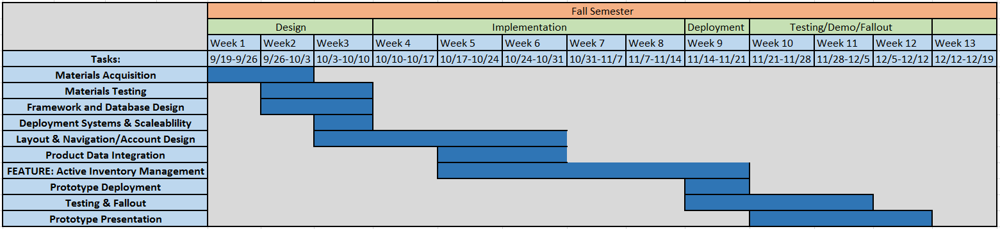 Fall Semester
Design Implementation Deployment Testing/Demo/Fallout
Week 1 Week2 Week3 Week 4 Week 5 Week 6 Week 7 Week 8 Week 9 Week 10 Week 11 Week 12 Week 13
Tasks: 9/19-9/26 9/26-10/3 10/3-10/10 10/10-10/17 10/17-10/24 10/24-10/31 10/31-11/7 11/7-11/14 11/14-11/21 11/21-11/28 11/28-12/5 12/5-12/12 12/12-12/19
Materials Acquisition
Materials Testing
Framework and Database Design
Deployment Systems & Scaleablility
Layout & Navigation/Account Design
Product Data Integration
FEATURE: Active Inventory Management
Prototype Deployment
Testing & Fallout
Prototype Presentation